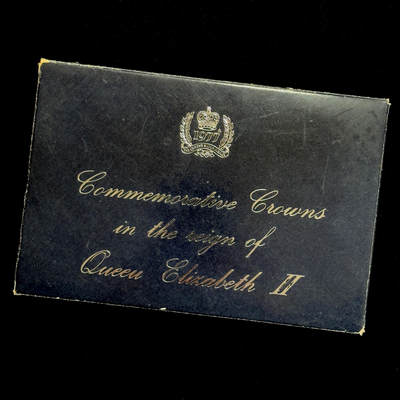 1977
Commemorative Crowns
in the reign of
Queen Elizabeth II